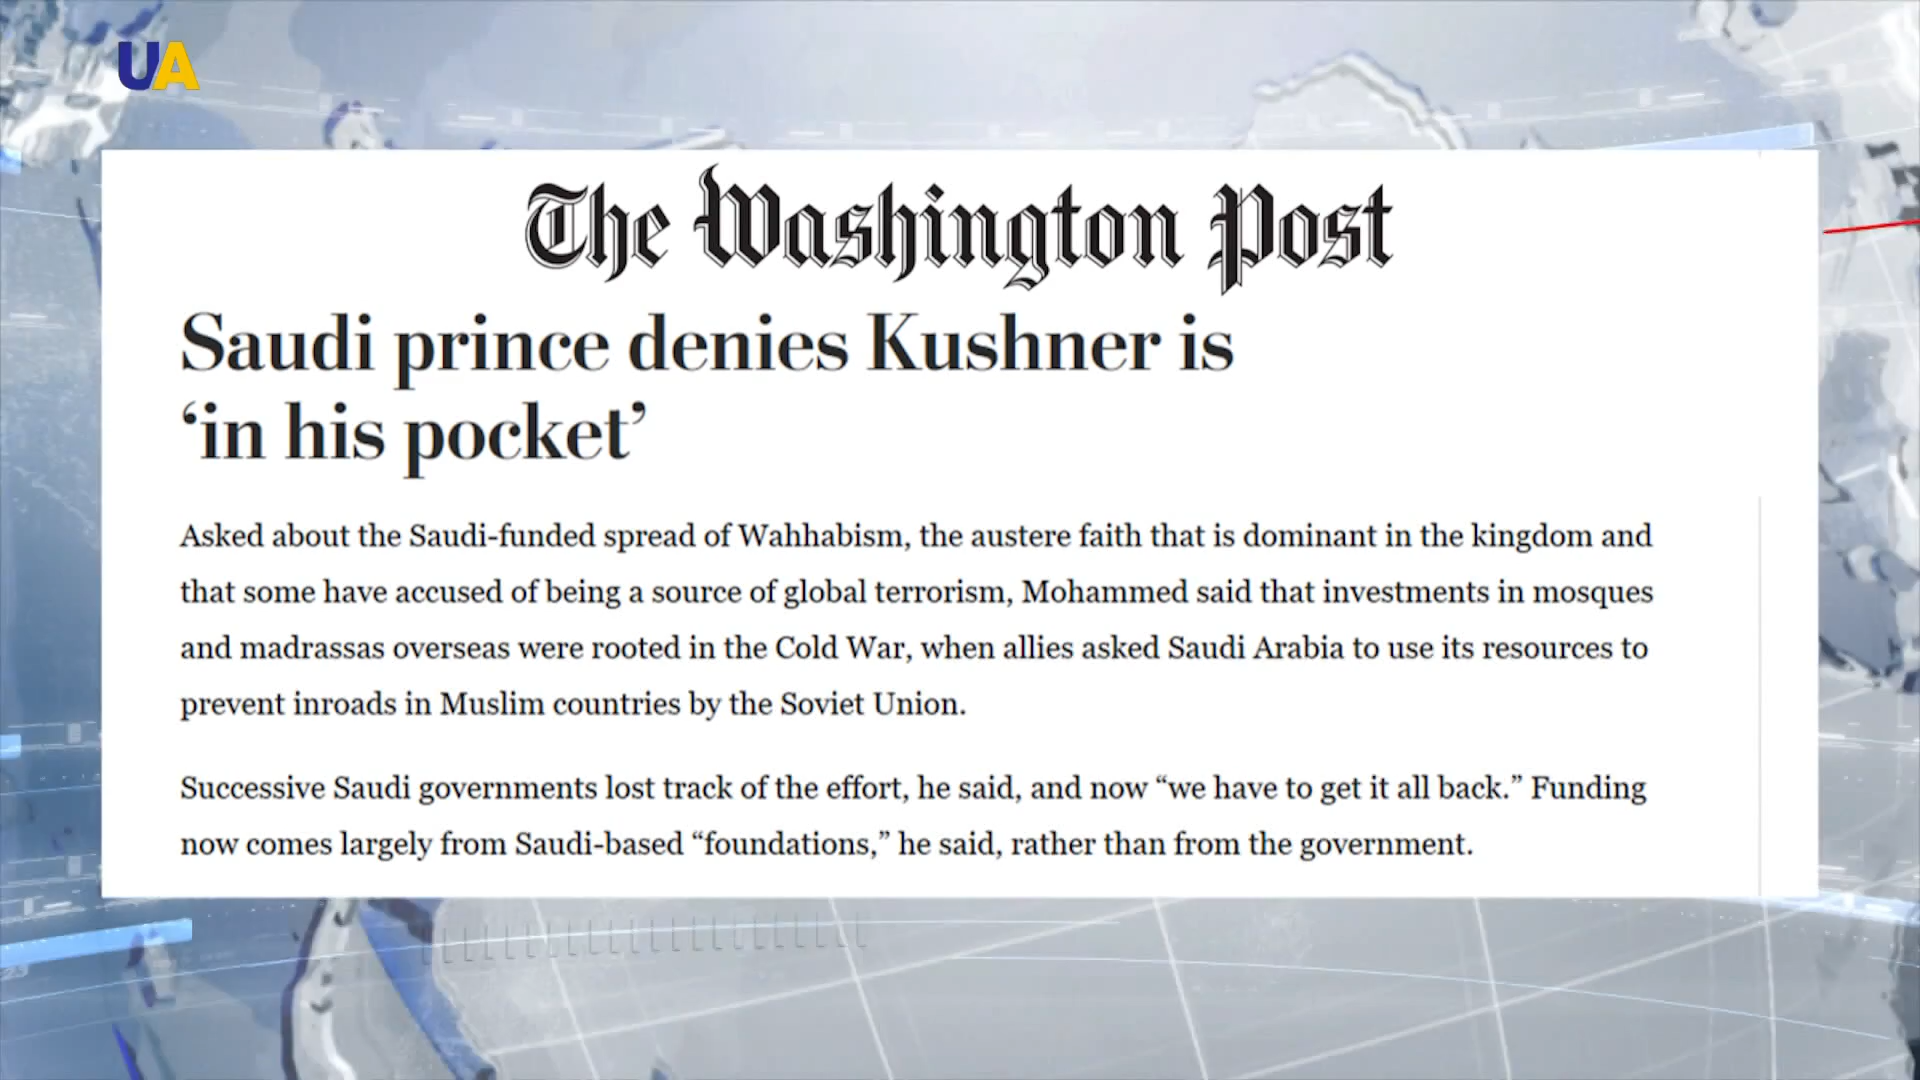 UA
The Washington Post
Saudi prince denies Kushner is
‘in his pocket’
Asked about the Saudi-funded spread of Wahhabism, the austere faith that is dominant in the kingdom and
that some have accused of being a source of global terrorism, Mohammed said that investments in mosques
and madrassas overseas were rooted in the Cold War, when allies asked Saudi Arabia to use its resources to
prevent inroads in Muslim countries by the Soviet Union.
Successive Saudi governments lost track of the effort, he said, and now “we have to get it all back.” Funding
now comes largely from Saudi-based “foundations,” he said, rather than from the government.